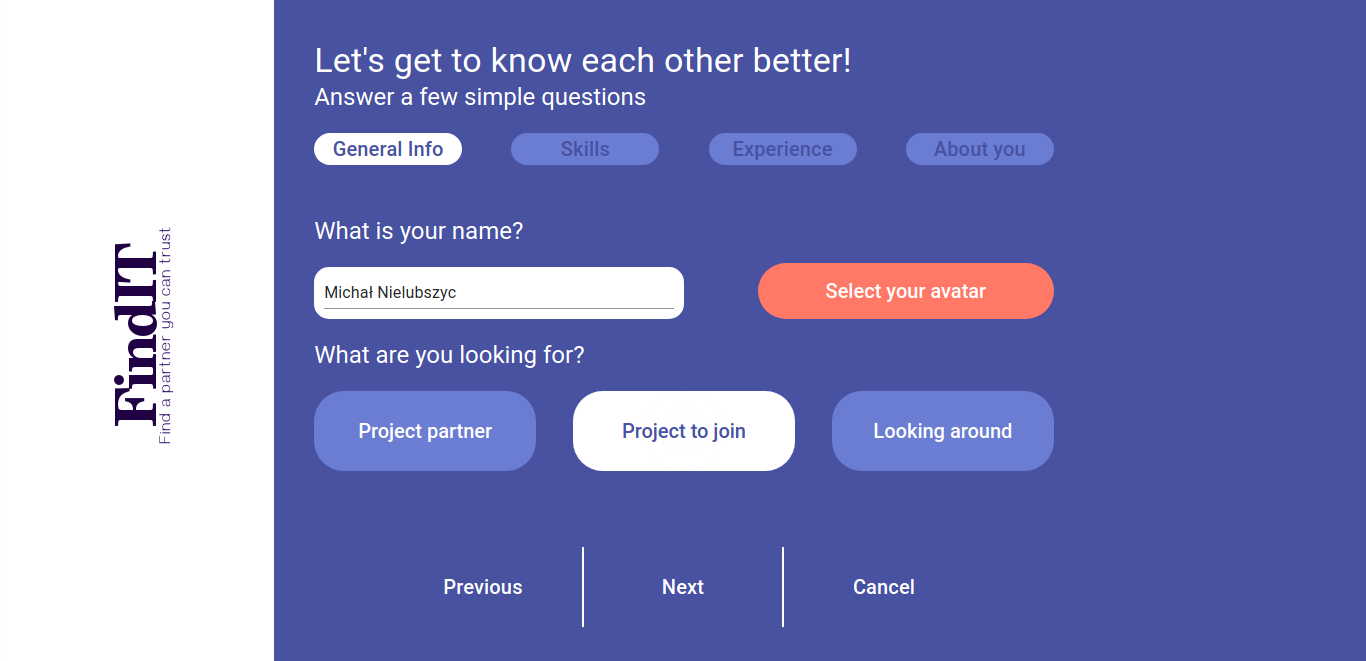 FindIT
Find a partner you can trust
Let's get to know each other better!
Answer a few simple questions
General Info Skills Experience About you
What is your name?
Michał Nielubszyc Select your avatar
What are you looking for?
Project partner Project to join Looking around
Previous Next Cancel